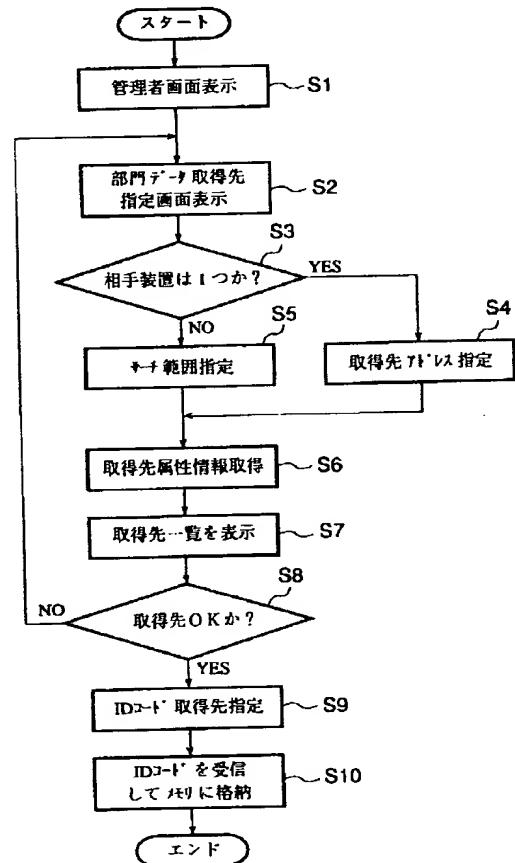 スタート
管理者画面表示
S1
部門データ取得先
指定画面表示
S2
S3
相手装置は1つか?
YES
NO
S5
サーチ範囲指定
S4
取得先アドレス指定
取得先属性情報取得
S6
取得先一覧を表示
S7
S8
NO
取得先OKか?
YES
IDコード取得先指定
S9
IDコードを受信
してメモリに格納
S10
エンド